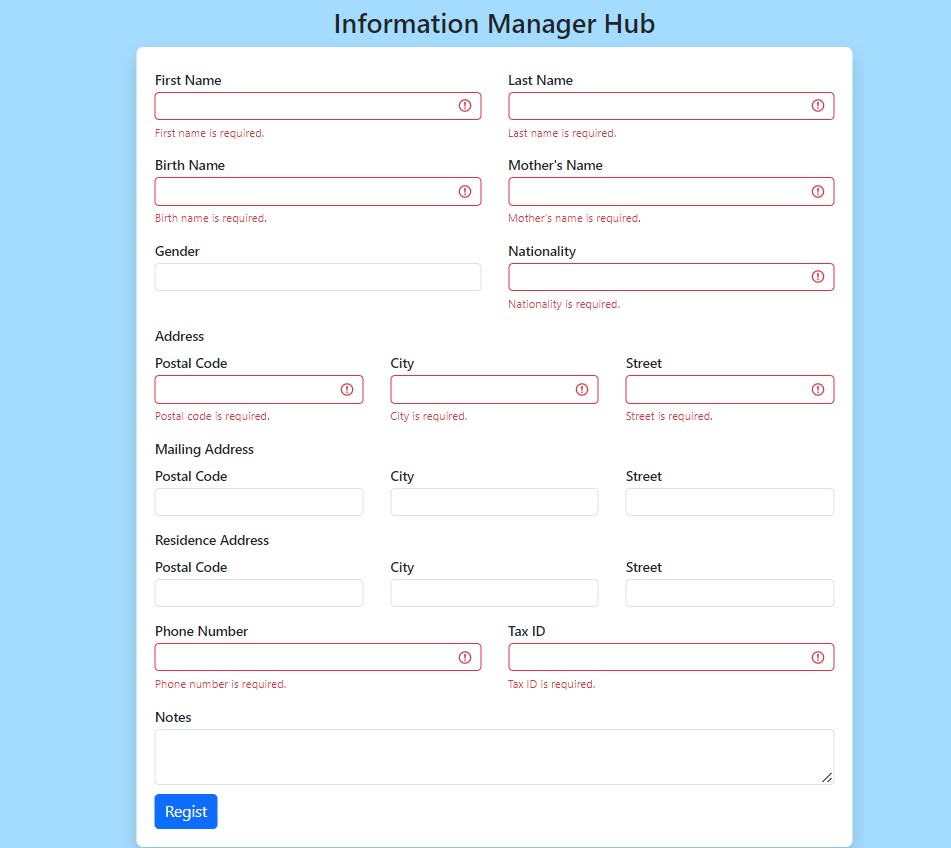 Information Manager Hub
First Name Last Name
First name is required. Last name is required.
Birth Name Mother's Name
Birth name is required. Mother's name is required.
Gender Nationality
Nationality is required.
Address
Postal Code City Street
Postal code is required. City is required. Street is required.
Mailing Address
Postal Code City Street
Residence Address
Postal Code City Street
Phone Number Tax ID
Phone number is required. Tax ID is required.
Notes
Regist